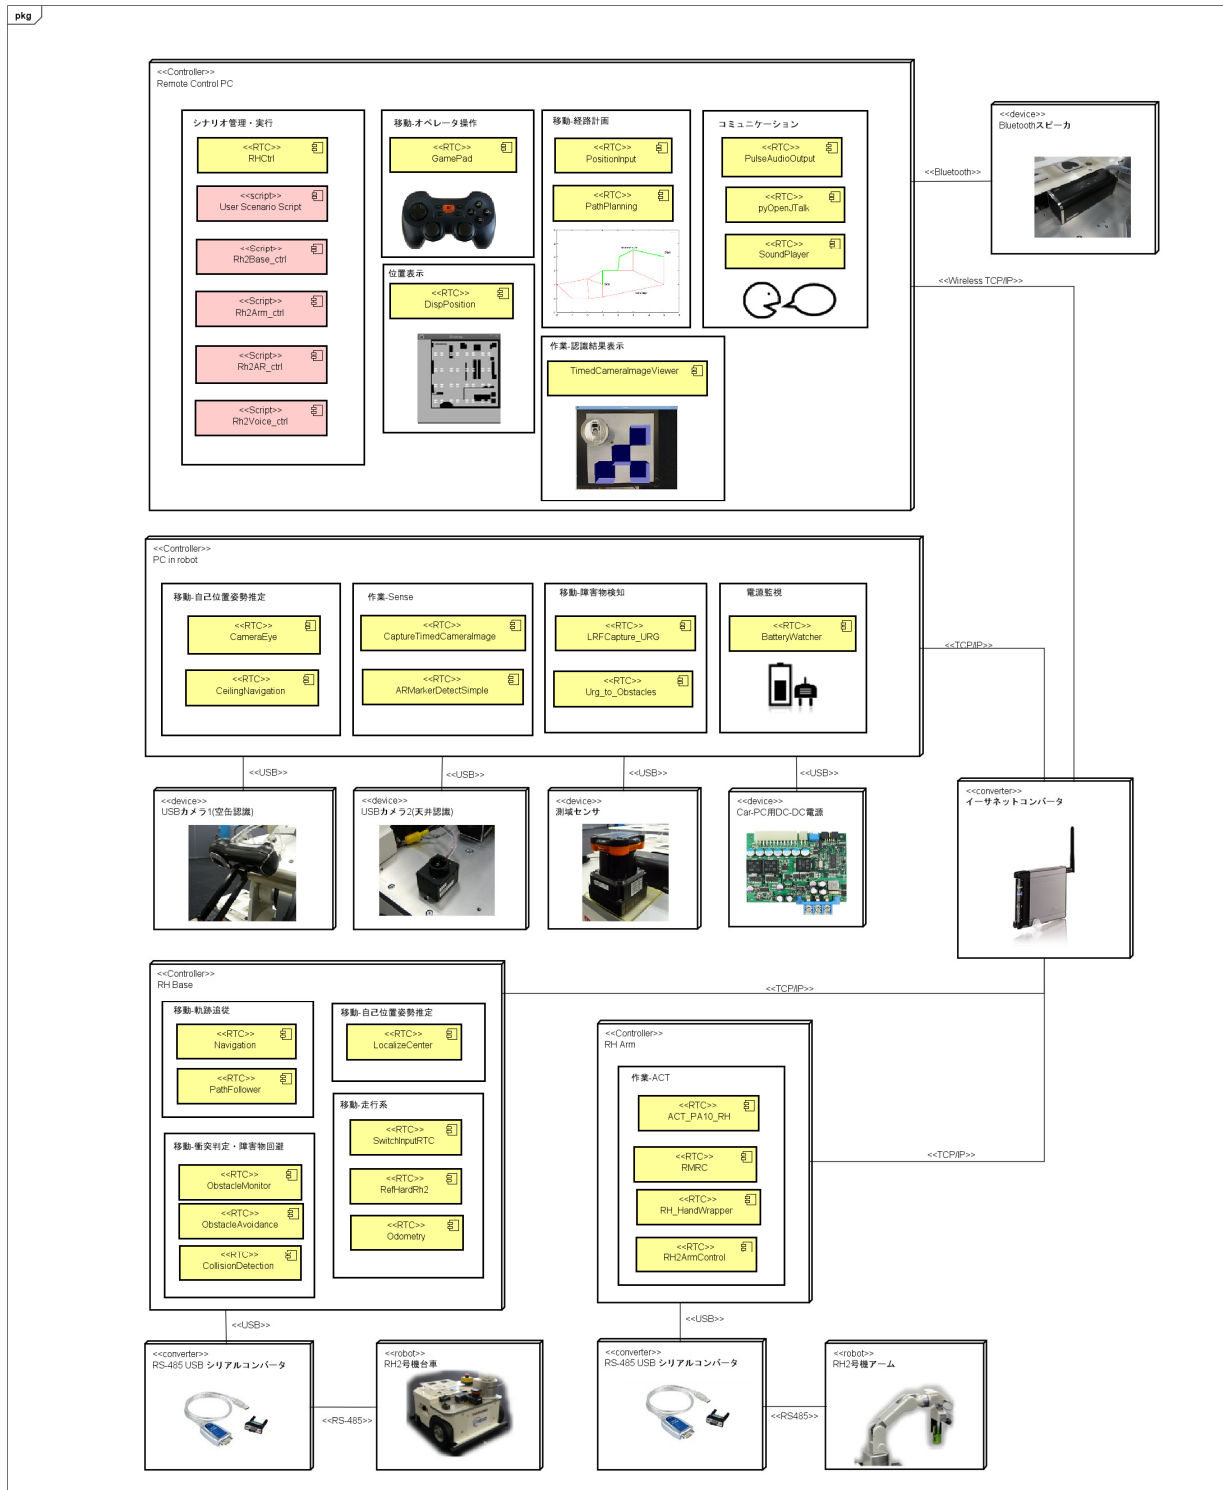 pkg
<<Controller>>
Remote Control PC
シナリオ管理・実行
<<RTC>>
RHCtrl
<<script>>
User Scenario Script
<<Script>>
Rh2Base_ctrl
<<Script>>
Rh2Arm_ctrl
<<Script>>
Rh2AR_ctrl
<<Script>>
Rh2Voice_ctrl
移動-オペレータ操作
<<RTC>>
GamePad
位置表示
<<RTC>>
DispPosition
移動-経路計画
<<RTC>>
PositionInput
<<RTC>>
PathPlanning
作業-認識結果表示
TimedCameraImageViewer
コミュニケーション
<<RTC>>
PulseAudioOutput
<<RTC>>
pyOpenJTalk
<<RTC>>
SoundPlayer
<<Bluetooth>>
<<device>>
Bluetoothスピーカ
<<Wireless TCP/IP>>
<<Controller>>
PC in robot
移動-自己位置姿勢推定
<<RTC>>
CameraEye
<<RTC>>
CeilingNavigation
作業-Sense
<<RTC>>
CaptureTimedCameraImage
<<RTC>>
ARMarkerDetectSimple
移動-障害物検知
<<RTC>>
LRFCapture_URG
<<RTC>>
Urg_to_Obstacles
電源監視
<<RTC>>
BatteryWatcher
<<TCP/IP>>
<<USB>>
<<USB>>
<<USB>>
<<USB>>
<<device>>
USBカメラ1(空缶認識)
<<device>>
USBカメラ2(天井認識)
<<device>>
測域センサ
<<device>>
Car-PC用DC-DC電源
<<converter>>
イーサネットコンバータ
<<Controller>>
RH Base
移動-軌跡追従
<<RTC>>
Navigation
<<RTC>>
PathFollower
移動-自己位置姿勢推定
<<RTC>>
LocalizeCenter
移動-衝突判定・障害物回避
<<RTC>>
ObstacleMonitor
<<RTC>>
ObstacleAvoidance
<<RTC>>
CollisionDetection
移動-走行系
<<RTC>>
SwitchInputRTC
<<RTC>>
RefHardRh2
<<RTC>>
Odometry
<<TCP/IP>>
<<Controller>>
RH Arm
作業-ACT
<<RTC>>
ACT_PA10_RH
<<RTC>>
RMRC
<<RTC>>
RH_HandWrapper
<<RTC>>
RH2ArmControl
<<TCP/IP>>
<<USB>>
<<USB>>
<<converter>>
RS-485 USB シリアルコンバータ
<<RS-485>>
<<robot>>
RH2号機台車
<<converter>>
RS-485 USB シリアルコンバータ
<<RS485>>
<<robot>>
RH2号機アーム